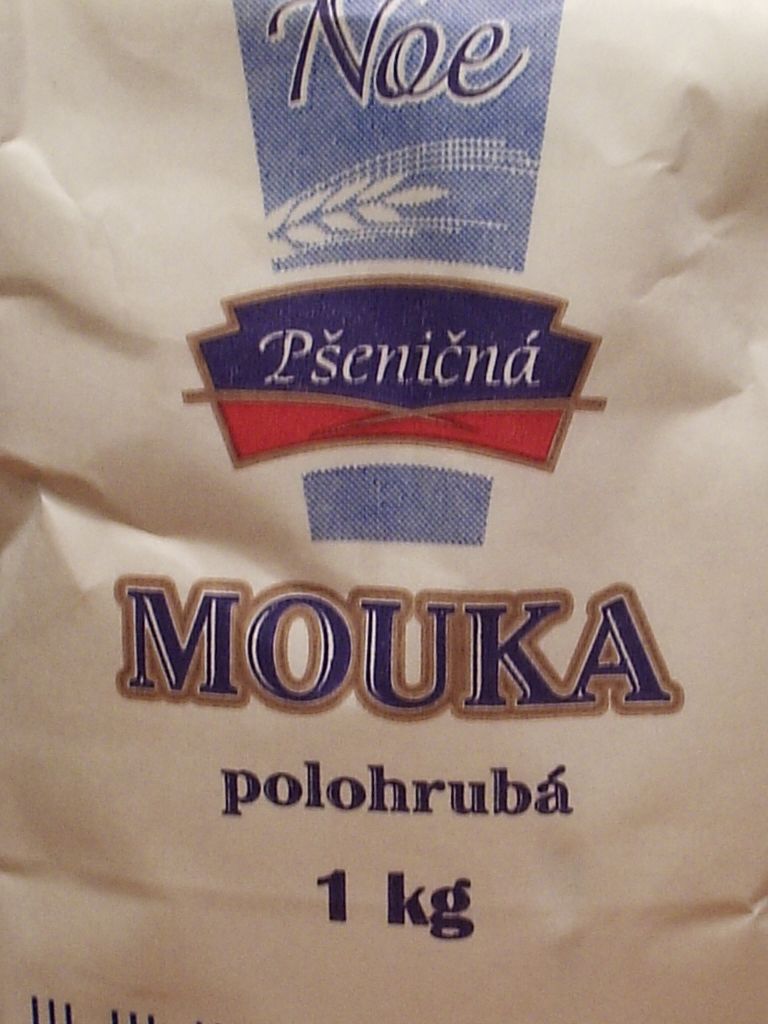 Noe
Pšeničná
MOUKA
polohrubá
1 kg